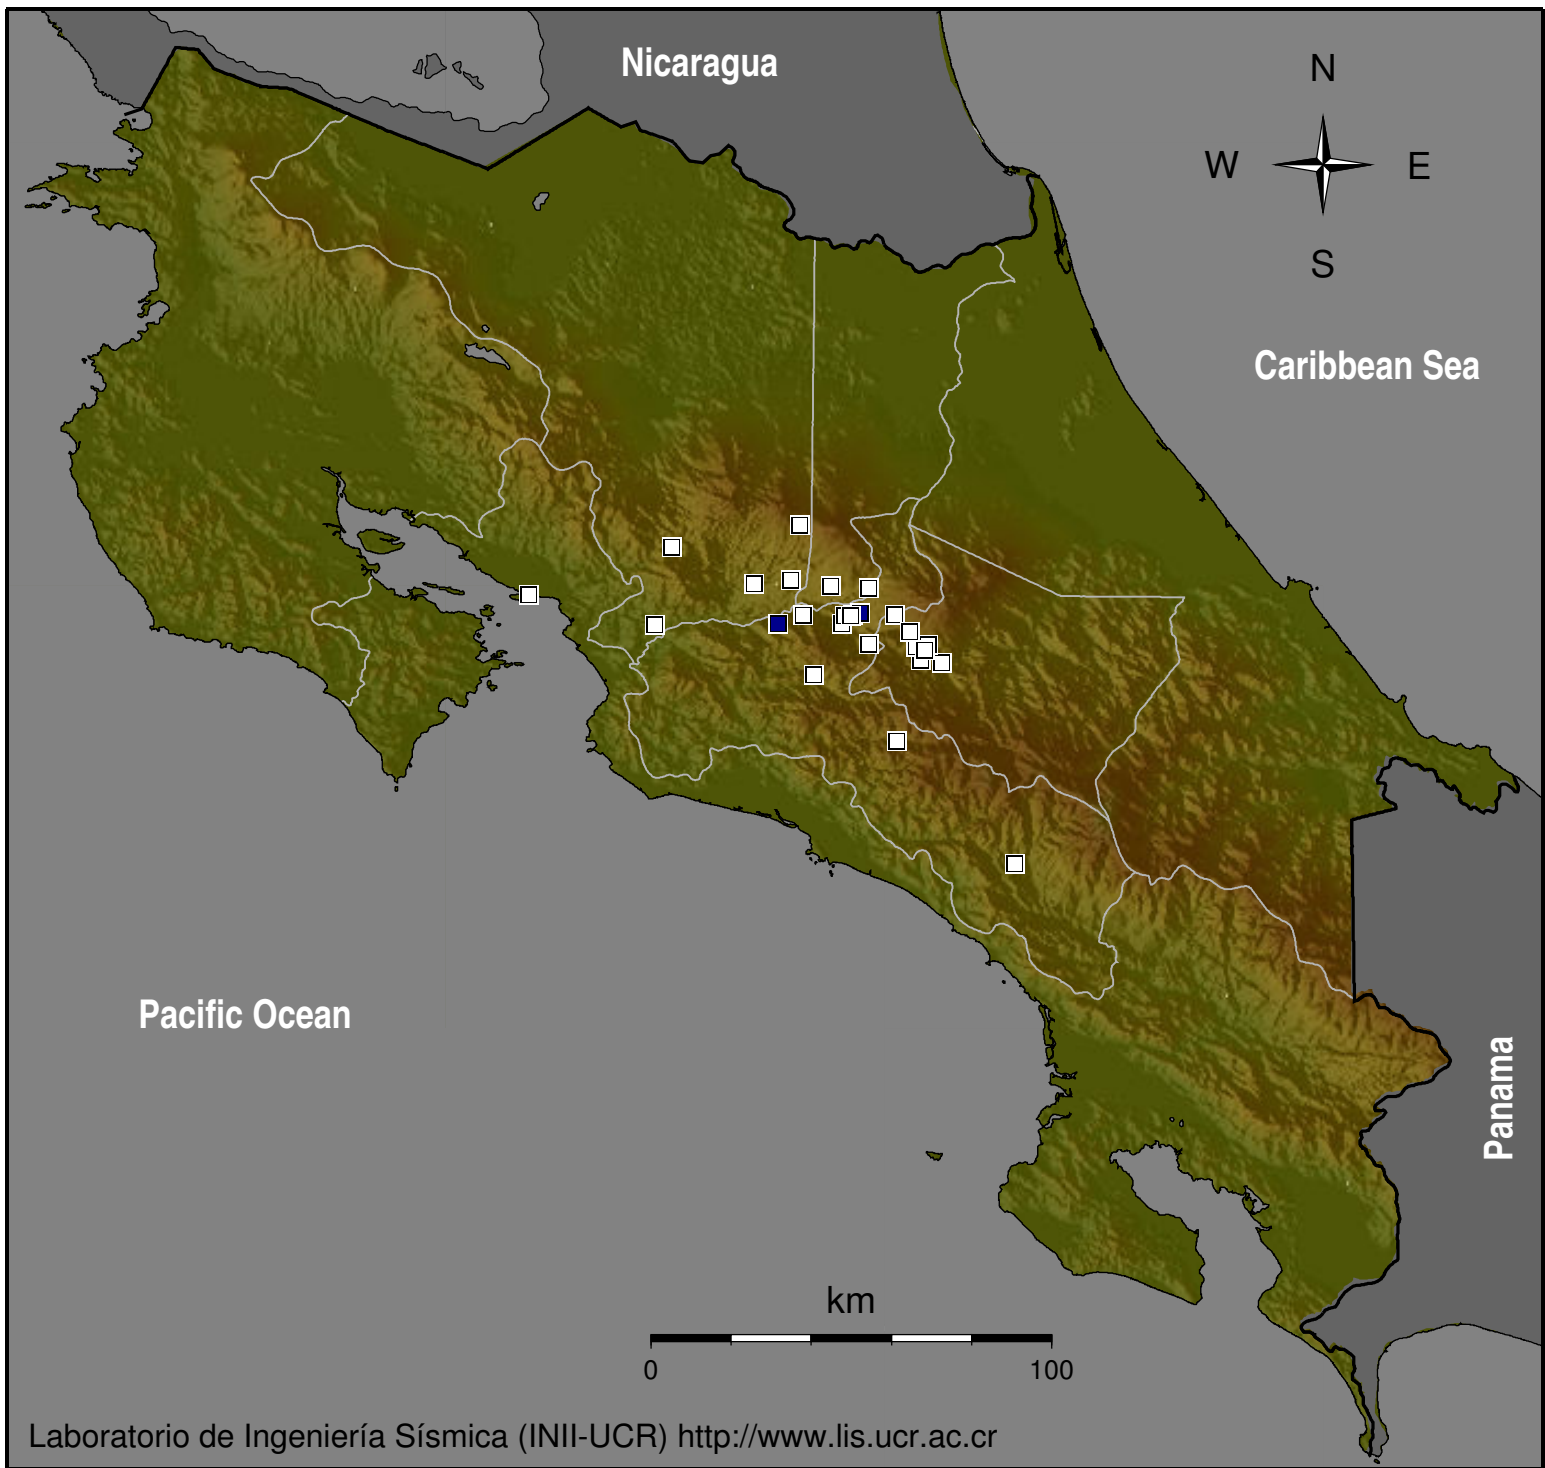 Nicaragua
N
W
E
S
Caribbean Sea
Pacific Ocean
Panama
km
0
100
Laboratorio de Ingeniería Sísmica (INII-UCR) http://www.lis.ucr.ac.cr